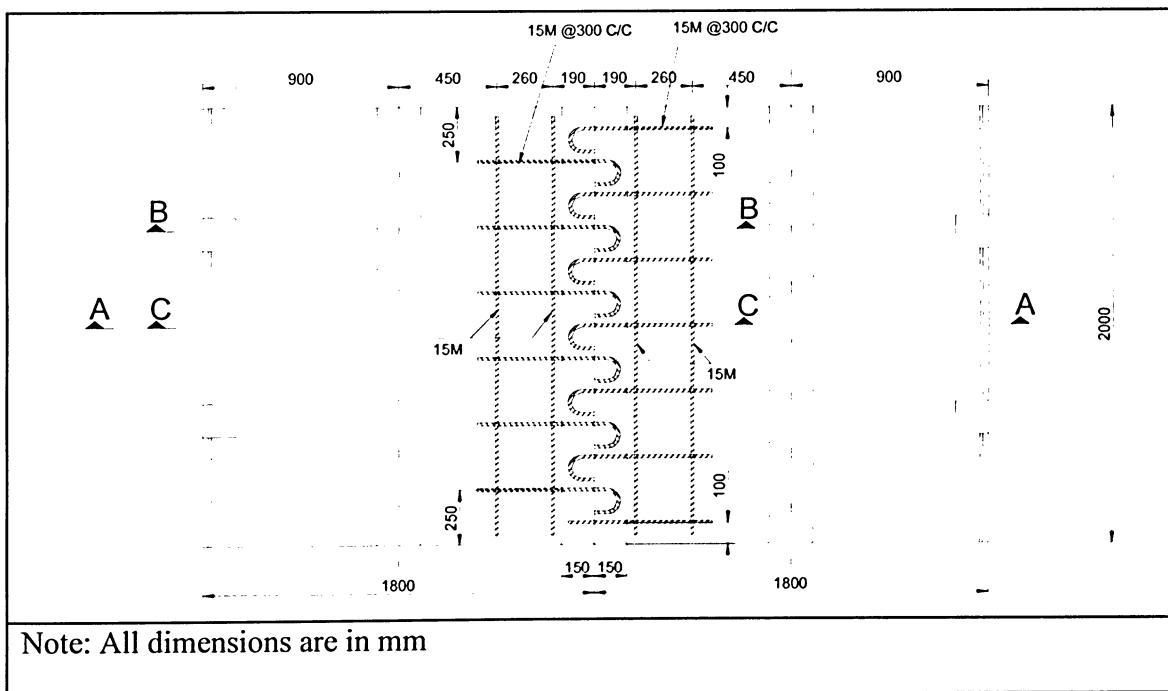 15M @300 C/C 15M @300 C/C
900 450 260 190 190 260 450 900
250
100
B B
A C C A
2000
15M 15M
250
100
150 150
1800 1800
Note: All dimensions are in mm